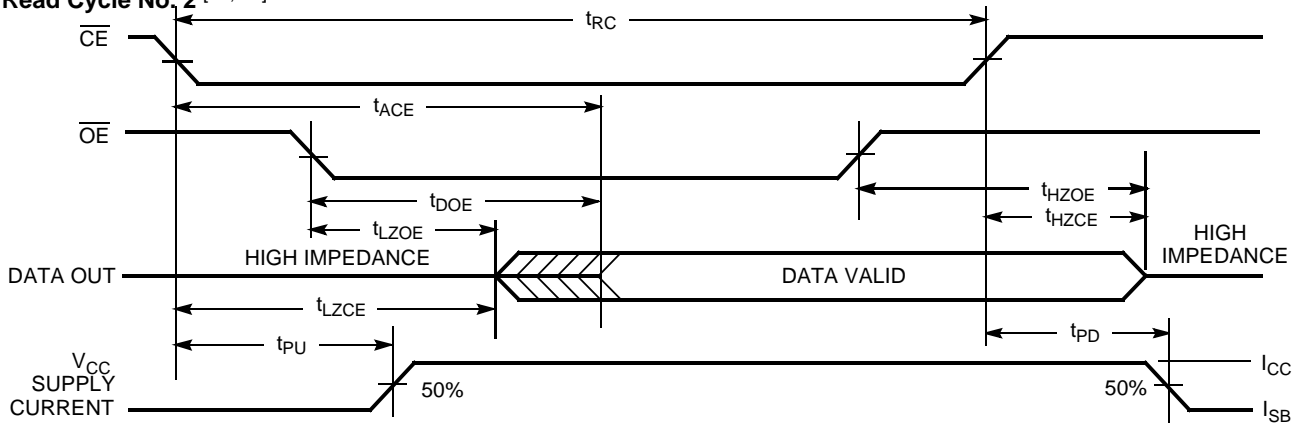 Read Cycle No. 2
tRC
CE
tACE
OE
tDOE
tHZOE
tLZOE
tHZCE
HIGH IMPEDANCE
HIGH
IMPEDANCE
DATA OUT
DATA VALID
tLZCE
tPU
tPD
VCC
SUPPLY
CURRENT
50%
50%
ICC
ISB